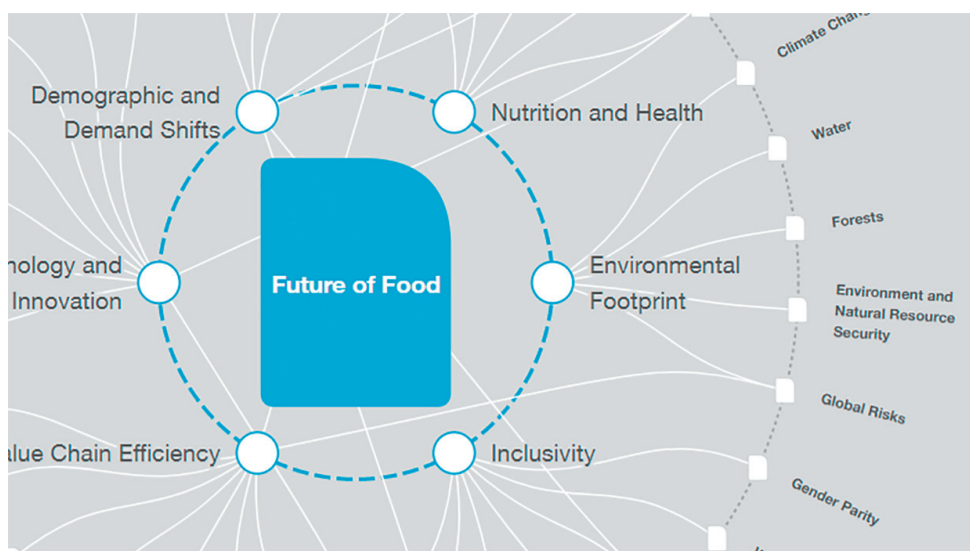 Climate Chang
Demographic and
Demand Shifts
Nutrition and Health
Water
Forests
nology and
Innovation
Future of Food
Environmental
Footprint
Environment and
Natural Resource
Security
Global Risks
alue Chain Efficiency
Inclusivity
Gender Parity